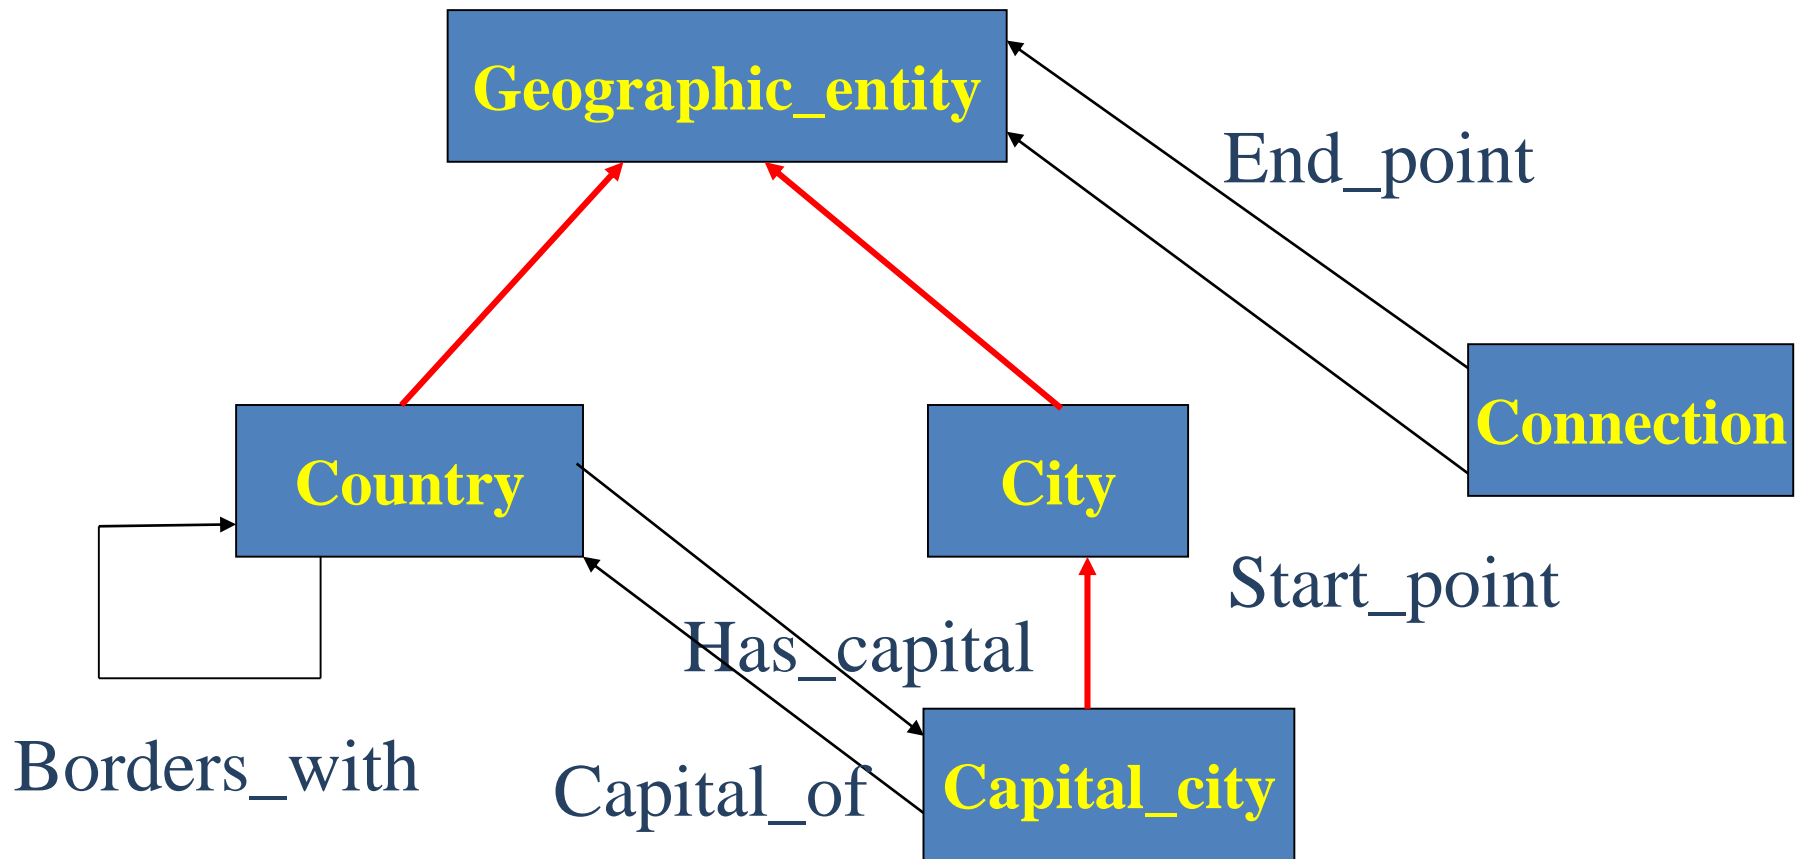 Geographic_entity
End_point
Connection
Country
City
Start_point
Has_capital
Borders_with
Capital_of
Capital_city